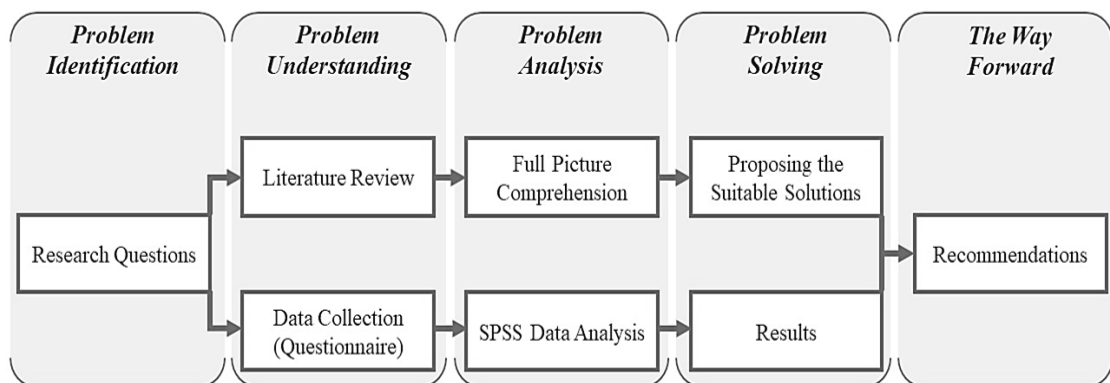 Problem
Identification
Problem
Understanding
Problem
Analysis
Problem
Solving
The Way
Forward
Research Questions
Literature Review
Full Picture
Comprehension
Proposing the
Suitable Solutions
Recommendations
Data Collection
(Questionnaire)
SPSS Data Analysis
Results